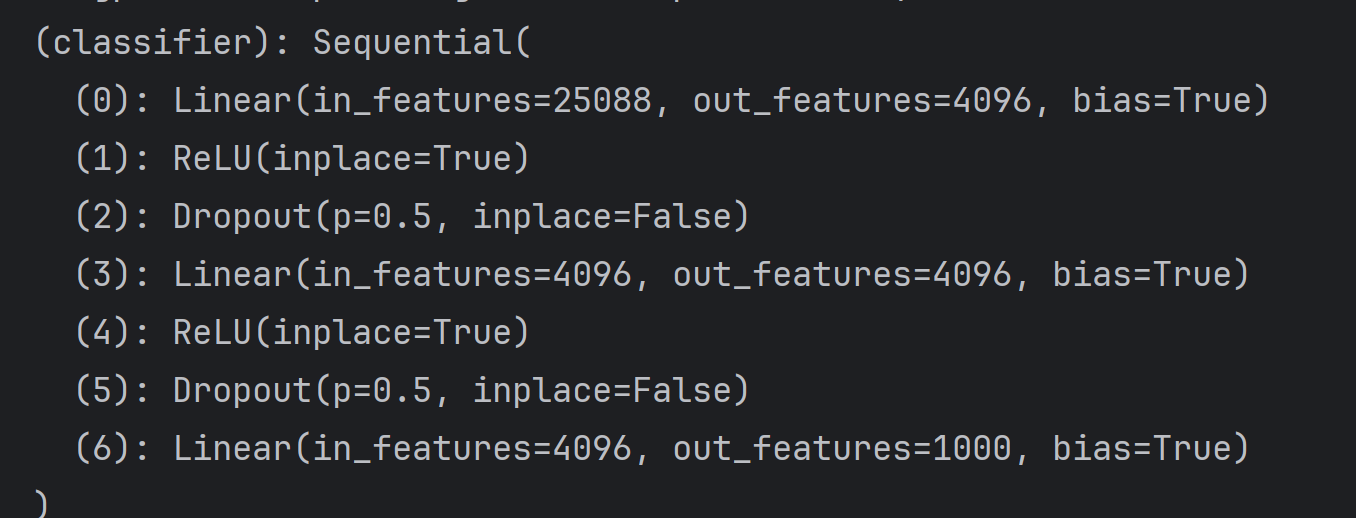 (classifier): Sequential(
(0): Linear(in_features=25088, out_features=4096, bias=True)
(1): ReLU(inplace=True)
(2): Dropout(p=0.5, inplace=False)
(3): Linear(in_features=4096, out_features=4096, bias=True)
(4): ReLU(inplace=True)
(5): Dropout(p=0.5, inplace=False)
(6): Linear(in_features=4096, out_features=1000, bias=True)
)